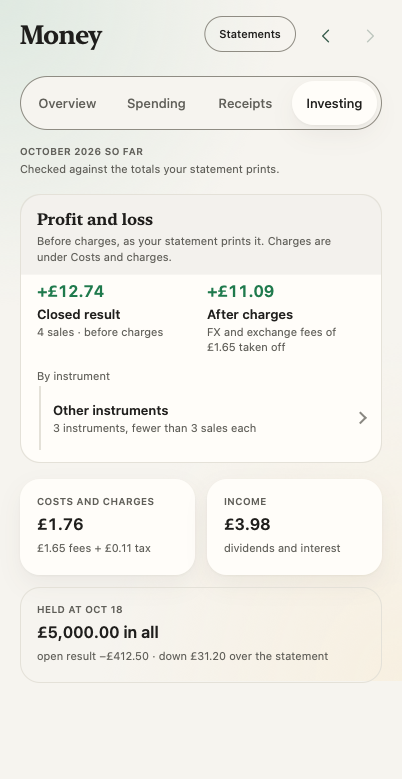 Money
Statements
Overview
Spending
Receipts
Investing
OCTOBER 2026 SO FAR
Checked against the totals your statement prints.
Profit and loss
Before charges, as your statement prints it. Charges are
under Costs and charges.
+£12.74
Closed result
4 sales · before charges
+£11.09
After charges
FX and exchange fees of
£1.65 taken off
By instrument
Other instruments
3 instruments, fewer than 3 sales each
COSTS AND CHARGES
£1.76
£1.65 fees + £0.11 tax
INCOME
£3.98
dividends and interest
HELD AT OCT 18
£5,000.00 in all
open result −£412.50 · down £31.20 over the statement